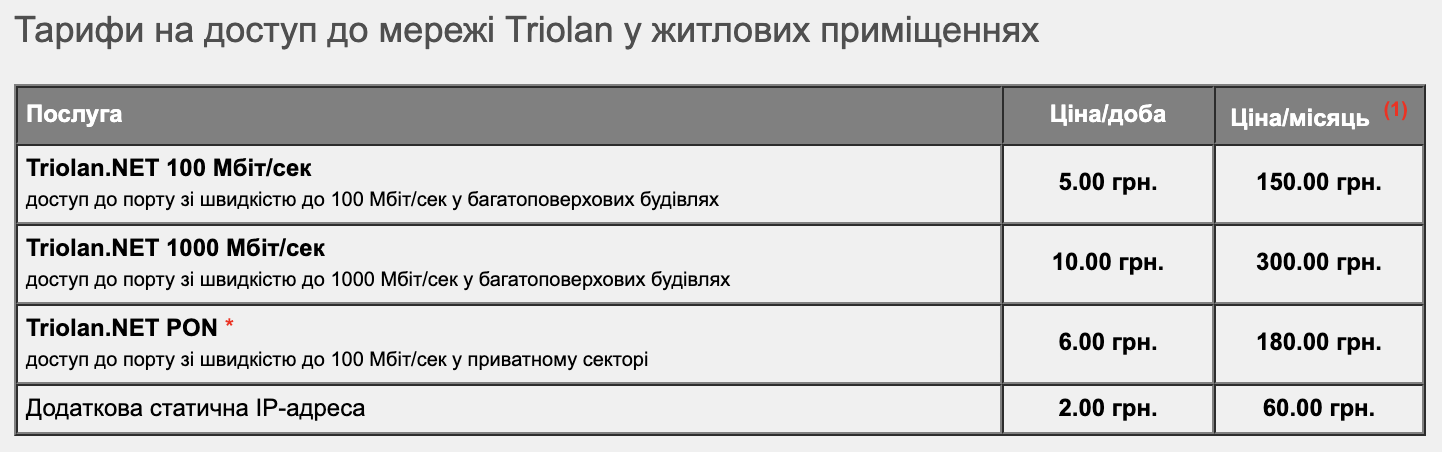 Тарифи на доступ до мережі Triolan у житлових приміщеннях
Послуга Ціна/доба Ціна/місяць (1)
Triolan.NET 100 Мбіт/сек
доступ до порту зі швидкістю до 100 Мбіт/сек у багатоповерхових будівлях
5.00 грн. 150.00 грн.
Triolan.NET 1000 Мбіт/сек
доступ до порту зі швидкістю до 1000 Мбіт/сек у багатоповерхових будівлях
10.00 грн. 300.00 грн.
Triolan.NET PON *
доступ до порту зі швидкістю до 100 Мбіт/сек у приватному секторі
6.00 грн. 180.00 грн.
Додаткова статична IP-адреса 2.00 грн. 60.00 грн.